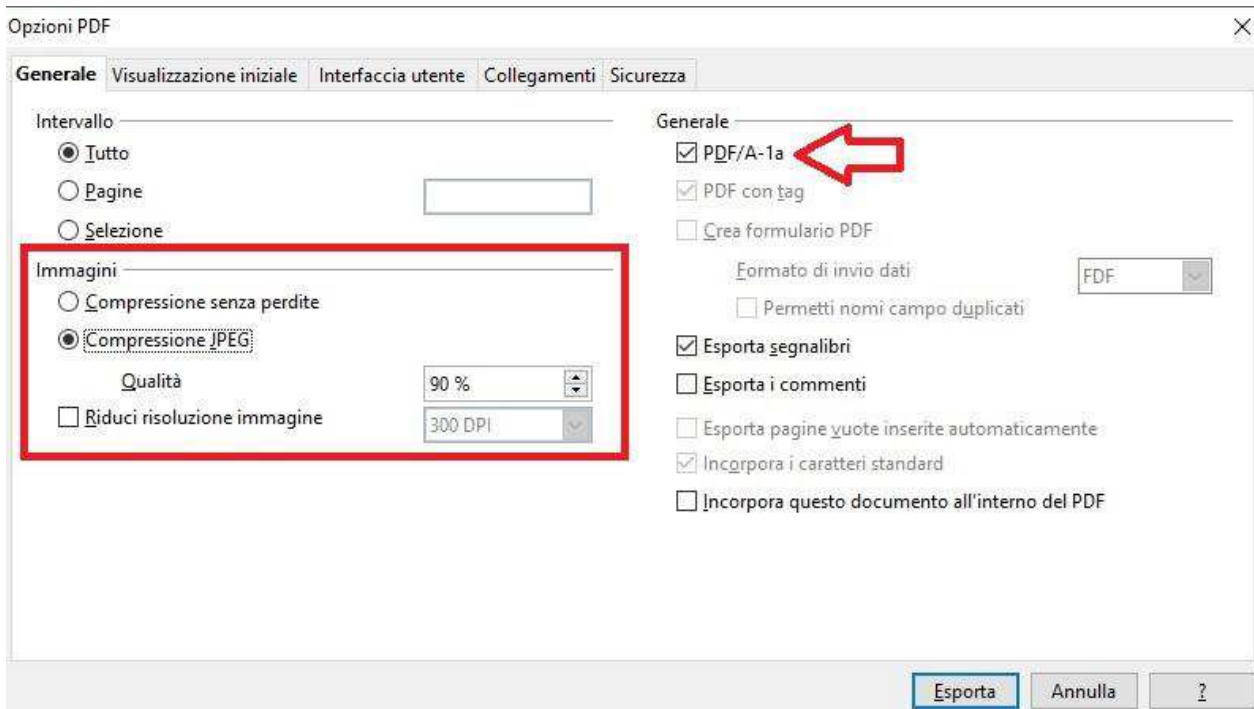 Opzioni PDF
Generale Visualizzazione iniziale Interfaccia utente Collegamenti Sicurezza
Intervallo
Tutto
Pagine
Selezione
Immagini
Compressione senza perdite
Compressione JPEG
Qualità 90 %
Riduci risoluzione immagine 300 DPI
Generale
PDF/A-1a
PDF con tag
Crea formulario PDF
Formato di invio dati FDF
Permetti nomi campo duplicati
Esporta segnalibri
Esporta i commenti
Esporta pagine vuote inserite automaticamente
Incorpora i caratteri standard
Incorpora questo documento all'interno del PDF
Esporta Annulla ?